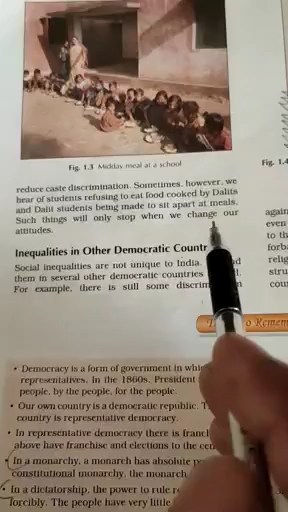 Fig. 1.3 Midday meal at a school
Fig. 1.4
reduce caste discrimination. Sometimes, however, we
hear of students refusing to eat food cooked by Dalits
and Dalit students being made to sit apart at meals.
Such things will only stop when we change our
attitudes.
Inequalities in Other Democratic Countr
Social inequalities are not unique to India.
them in several other democratic countries
For example, there is still some discrim
again
even
to th
forb
relig
stru
cour
o Remem
• Democracy is a form of government in whic
representatives. In the 1860s, President
people, by the people, for the people.
• Our own country is a democratic republic. T
country is representative democracy.
• In representative democracy there is franch
above have franchise and elections to the cen
• In a monarchy, a monarch has absolute p
constitutional monarchy, the monarch
• In a dictatorship, the power to rule r
forcibly. The people have very little